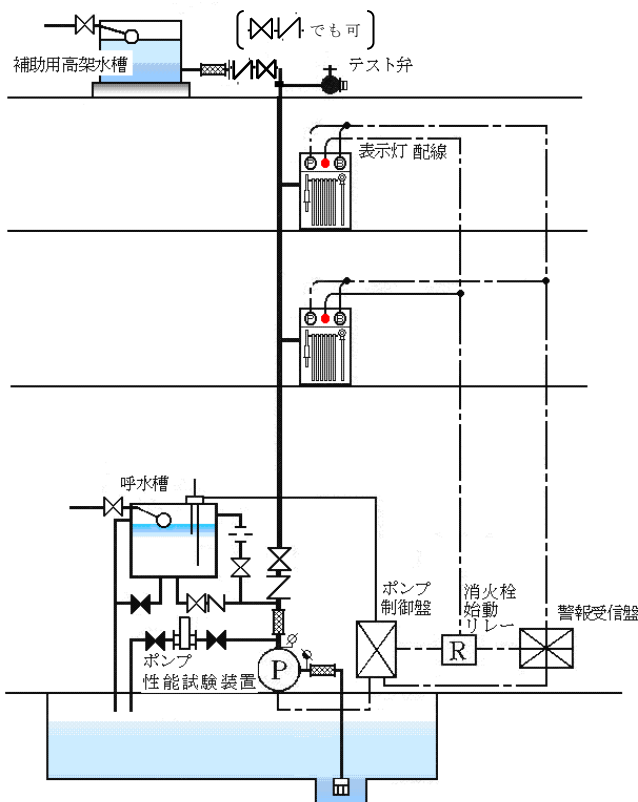 でも可
補助用高架水槽
テスト弁
表示灯 配線
P B
P B
呼水槽
ポンプ
制御盤
消火栓
始動
リレー
警報受信盤
R
P
ポンプ
性能試験装置